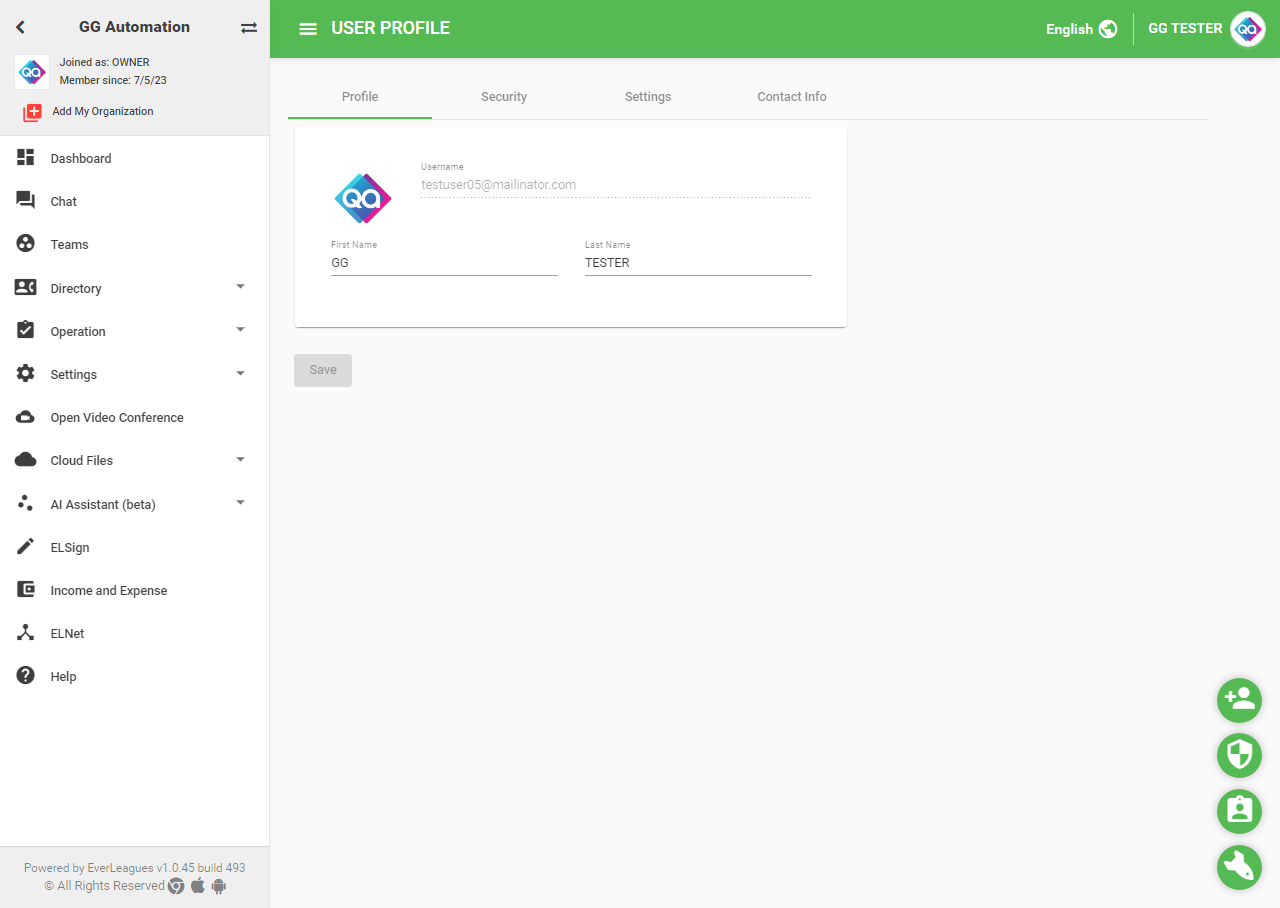 GG Automation
QA
Joined as: OWNER
Member since: 7/5/23
Add My Organization
Dashboard
Chat
Teams
Directory
Operation
Settings
Open Video Conference
Cloud Files
AI Assistant (beta)
ELSign
Income and Expense
ELNet
Help
Powered by EverLeagues v1.0.45 build 493
© All Rights Reserved
USER PROFILE
English
GG TESTER
QA
Profile
Security
Settings
Contact Info
QA
Username
testuser05@mailinator.com
First Name
GG
Last Name
TESTER
Save